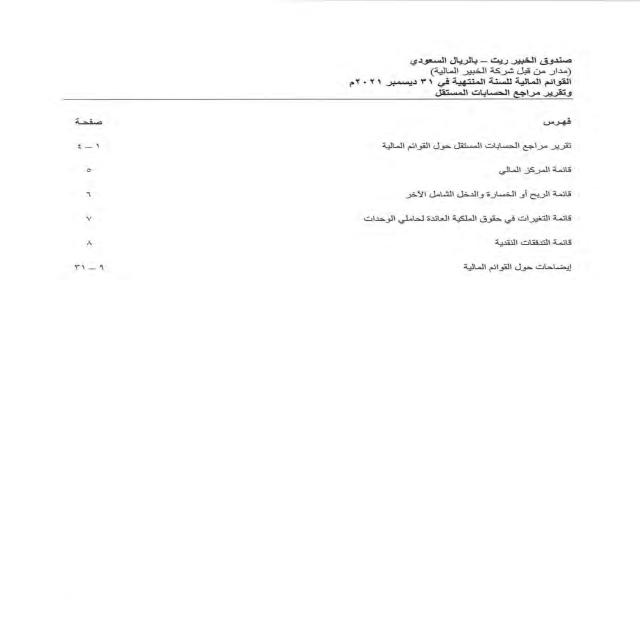 صندوق الخبير ريت – بالريال السعودي
(مدار من قبل شركة الخبير المالية)
القوائم المالية للسنة المنتهية في ٣١ ديسمبر ٢٠٢١م
وتقرير مراجع الحسابات المستقل
فهرس صفحة
تقرير مراجع الحسابات المستقل حول القوائم المالية ١ – ٤
قائمة المركز المالي ٥
قائمة الربح أو الخسارة والدخل الشامل الآخر ٦
قائمة التغيرات في حقوق الملكية العائدة لحاملي الوحدات ٧
قائمة التدفقات النقدية ٨
إيضاحات حول القوائم المالية ٩ – ٣١